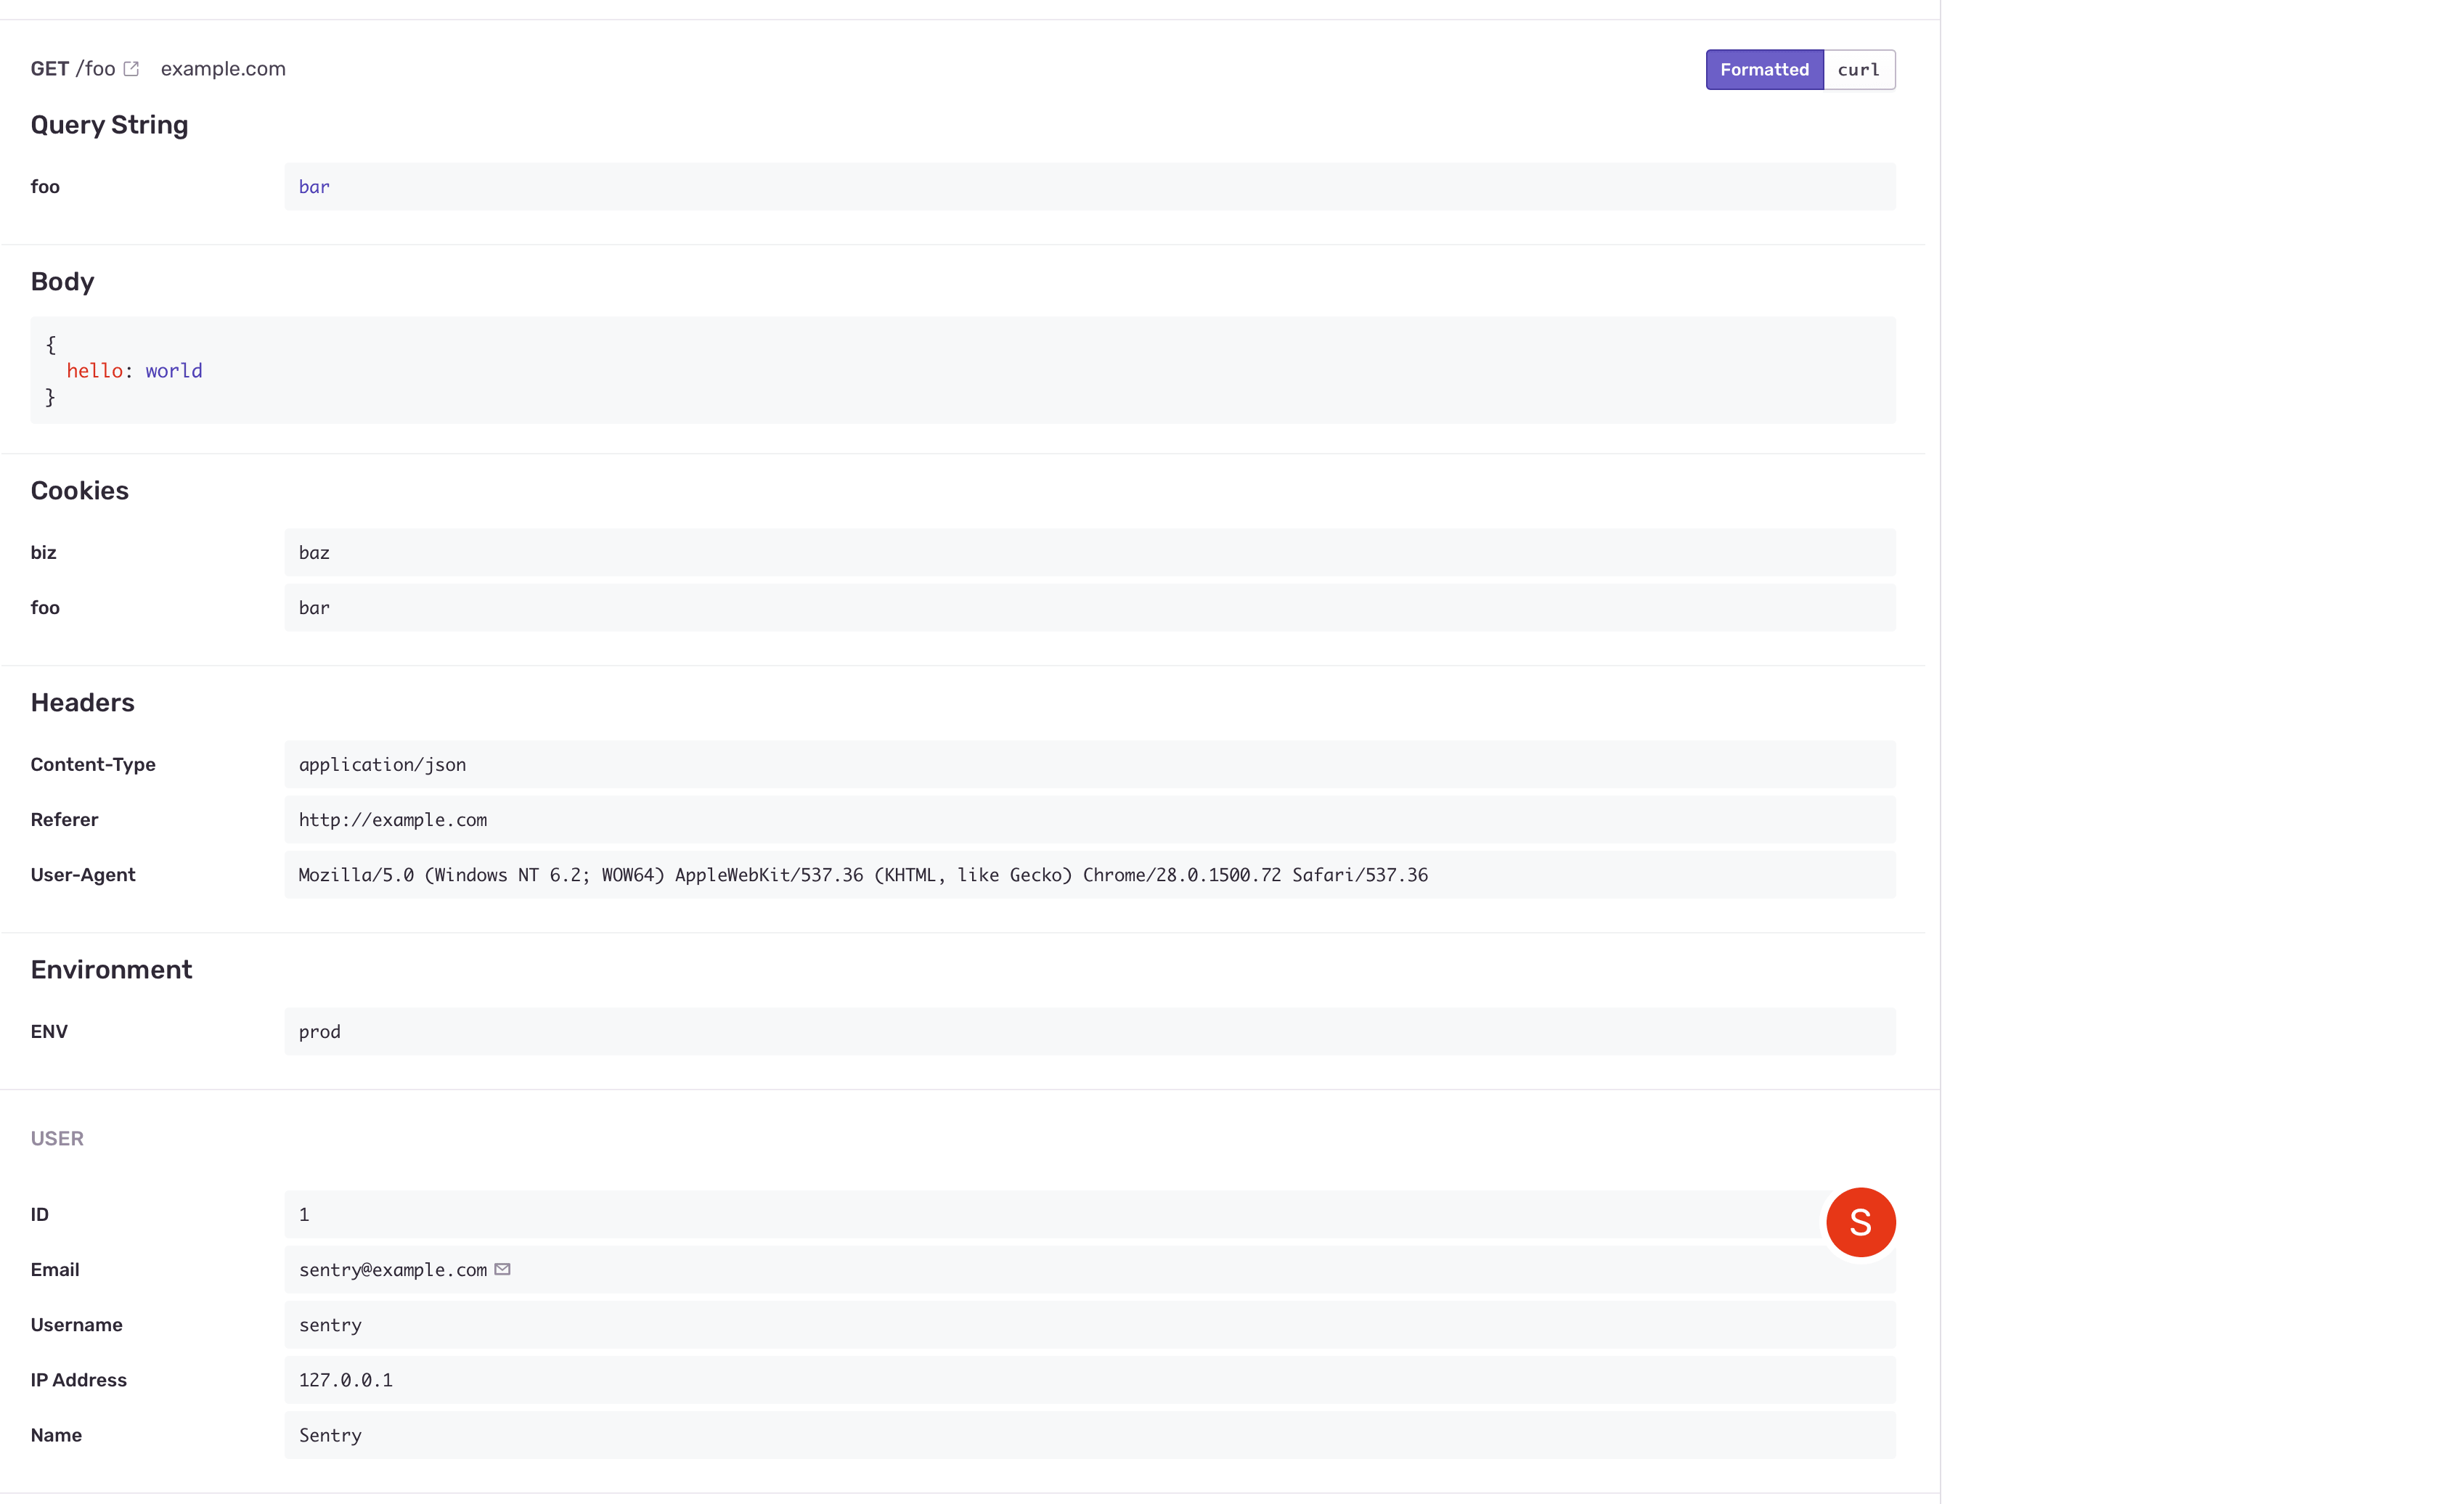 GET /foo example.com Formatted curl
Query String
foo bar
Body
{
hello: world
}
Cookies
biz baz
foo bar
Headers
Content-Type application/json
Referer http://example.com
User-Agent Mozilla/5.0 (Windows NT 6.2; WOW64) AppleWebKit/537.36 (KHTML, like Gecko) Chrome/28.0.1500.72 Safari/537.36
Environment
ENV prod
USER
ID 1 S
Email sentry@example.com
Username sentry
IP Address 127.0.0.1
Name Sentry